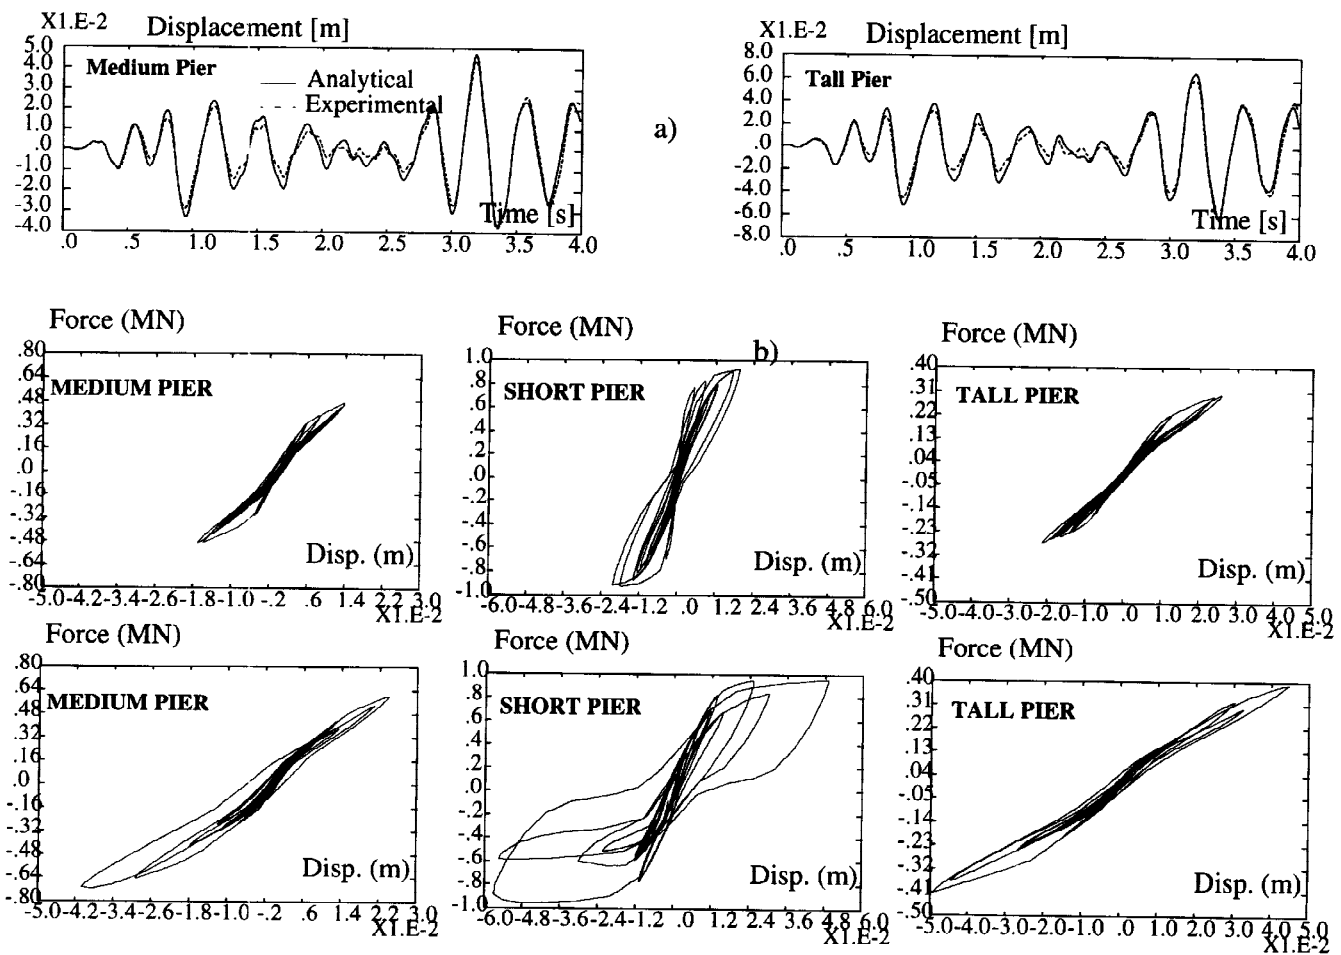 X1.E-2 Displacement [m]
5.0
4.0
3.0
2.0
1.0
.0
-1.0
-2.0
-3.0
-4.0
Medium Pier
Analytical
Experimental
Time [s]
.0 .5 1.0 1.5 2.0 2.5 3.0 3.5 4.0
a)
X1.E-2 Displacement [m]
8.0
6.0
4.0
2.0
.0
-2.0
-4.0
-6.0
-8.0
Tall Pier
Time [s]
.0 .5 1.0 1.5 2.0 2.5 3.0 3.5 4.0
Force (MN)
.80
.64
.48
.32
.16
.0
-.16
-.32
-.48
-.64
-.80
MEDIUM PIER
Disp. (m)
-5.0-4.2-3.4-2.6-1.8-1.0 -.2 .6 1.4 2.2 3.0
X1.E-2
Force (MN)
b)
1.0
.8
.6
.4
.2
.0
-.2
-.4
-.6
-.8
-1.0
SHORT PIER
Disp. (m)
-6.0-4.8-3.6-2.4-1.2 .0 1.2 2.4 3.6 4.8 6.0
X1.E-2
Force (MN)
.40
.31
.22
.13
.04
-.05
-.14
-.23
-.32
-.41
-.50
TALL PIER
Disp. (m)
-5.0-4.0-3.0-2.0-1.0 .0 1.0 2.0 3.0 4.0 5.0
X1.E-2
Force (MN)
.80
.64
.48
.32
.16
.0
-.16
-.32
-.48
-.64
-.80
MEDIUM PIER
Disp. (m)
-5.0-4.2-3.4-2.6-1.8-1.0 -.2 .6 1.4 2.2 3.0
X1.E-2
Force (MN)
1.0
.8
.6
.4
.2
.0
-.2
-.4
-.6
-.8
-1.0
SHORT PIER
Disp. (m)
-6.0-4.8-3.6-2.4-1.2 .0 1.2 2.4 3.6 4.8 6.0
X1.E-2
Force (MN)
.40
.31
.22
.13
.04
-.05
-.14
-.23
-.32
-.41
-.50
TALL PIER
Disp. (m)
-5.0-4.0-3.0-2.0-1.0 .0 1.0 2.0 3.0 4.0 5.0
X1.E-2